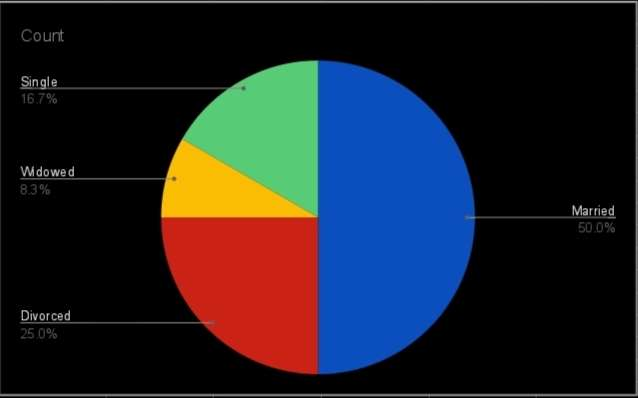 Count
Single
16.7%
Widowed
8.3%
Married
50.0%
Divorced
25.0%